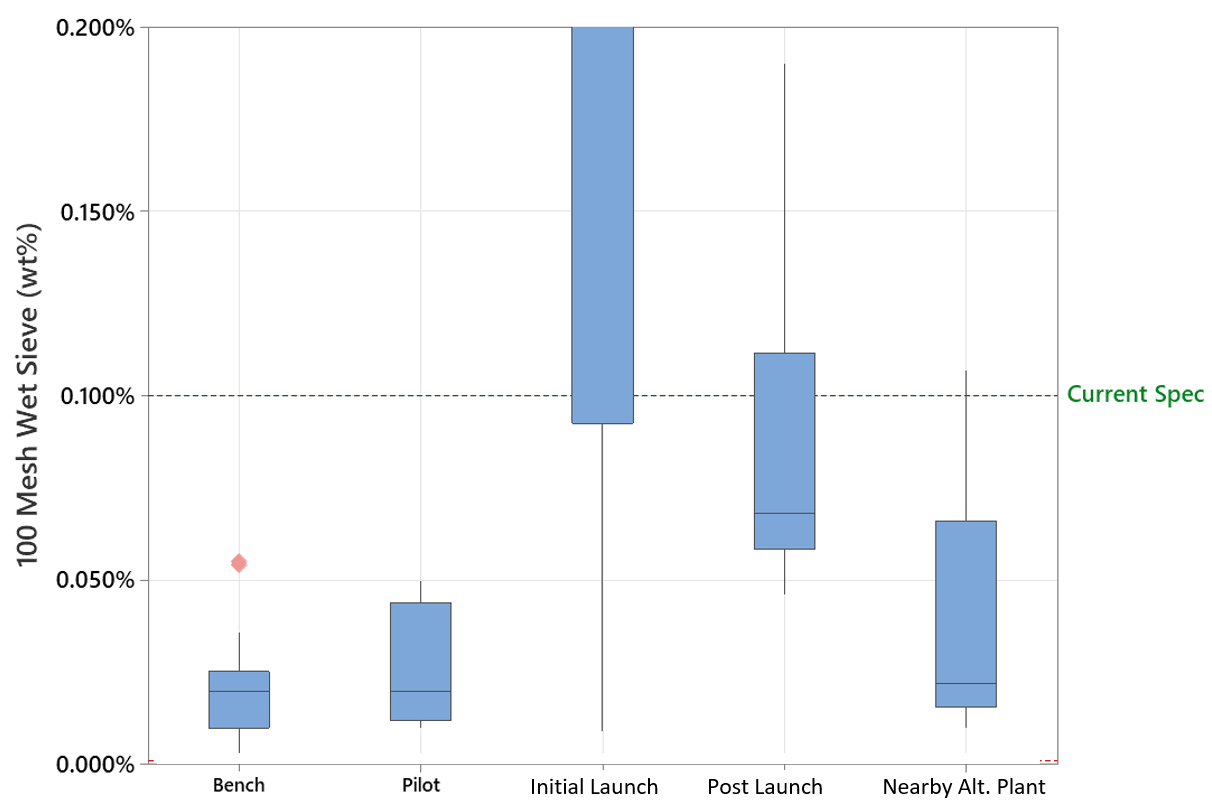 100 Mesh Wet Sieve (wt%)
0.200%
0.150%
0.100%
0.050%
0.000%
Current Spec
Bench
Pilot
Initial Launch
Post Launch
Nearby Alt. Plant